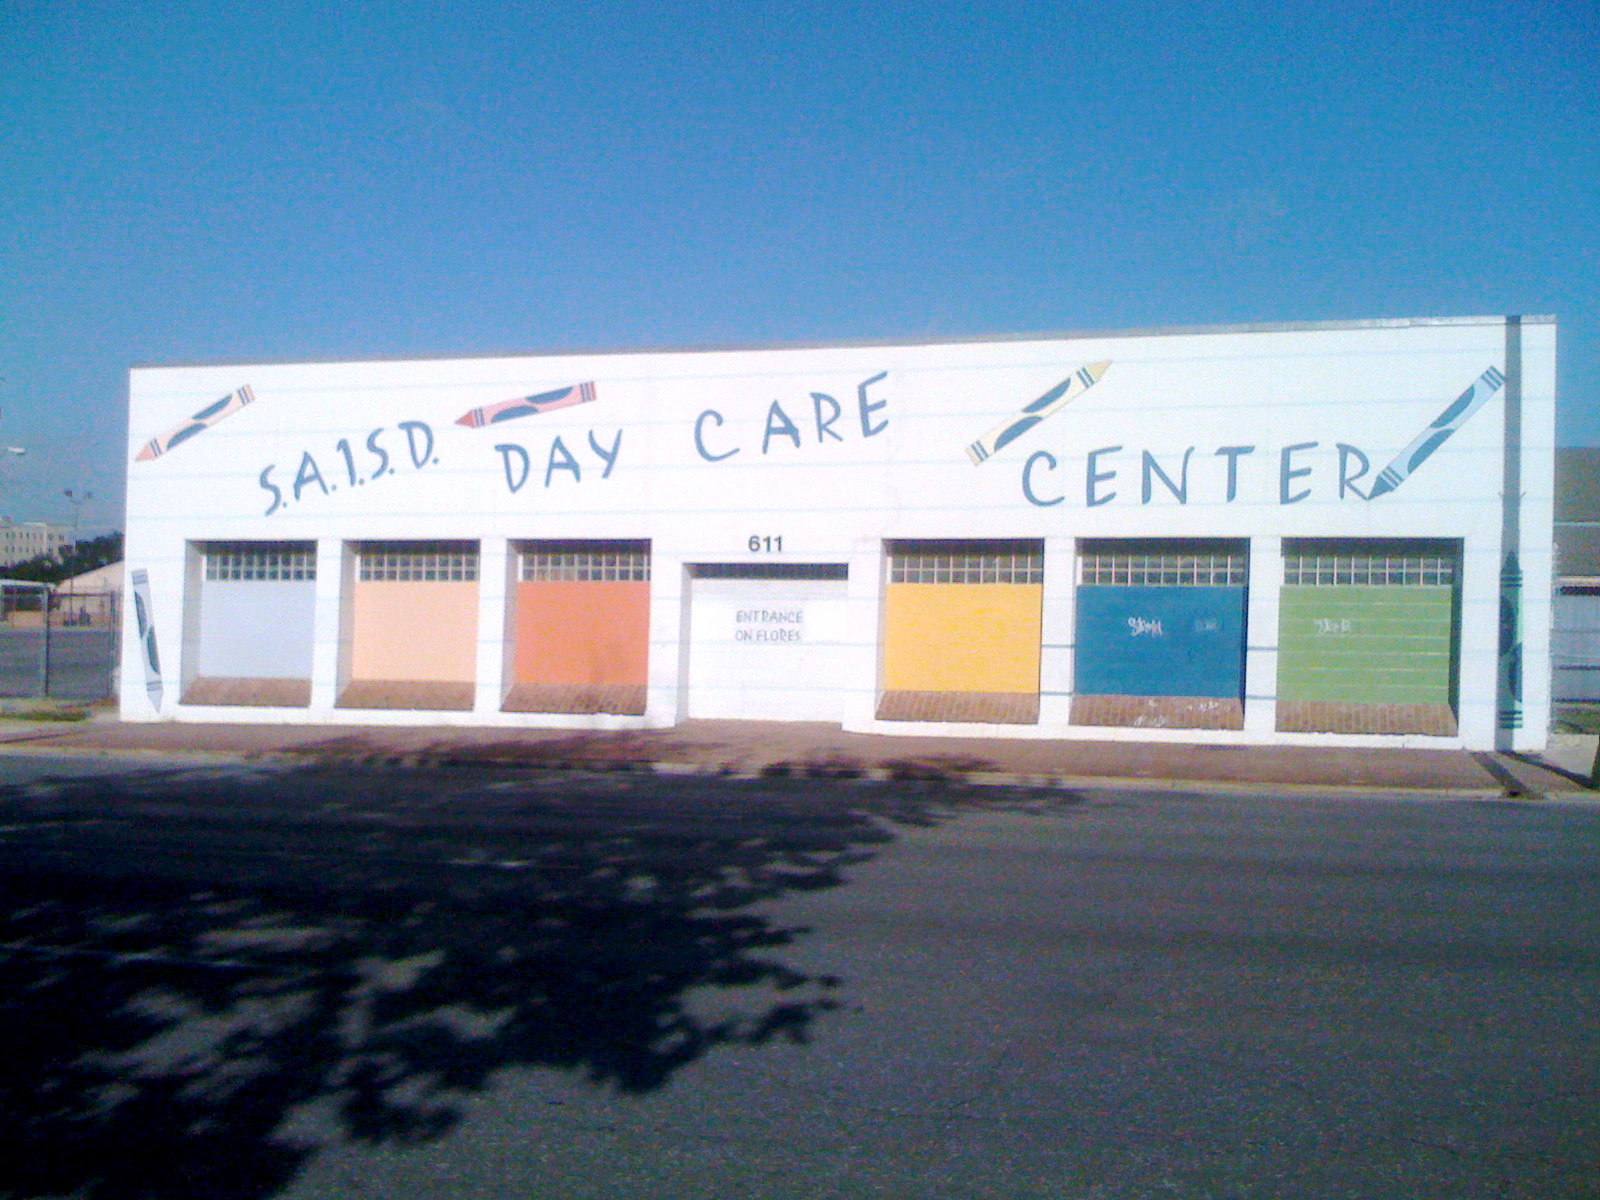 S.A.I.S.D. DAY CARE CENTER
611
ENTRANCE
ON FLORES